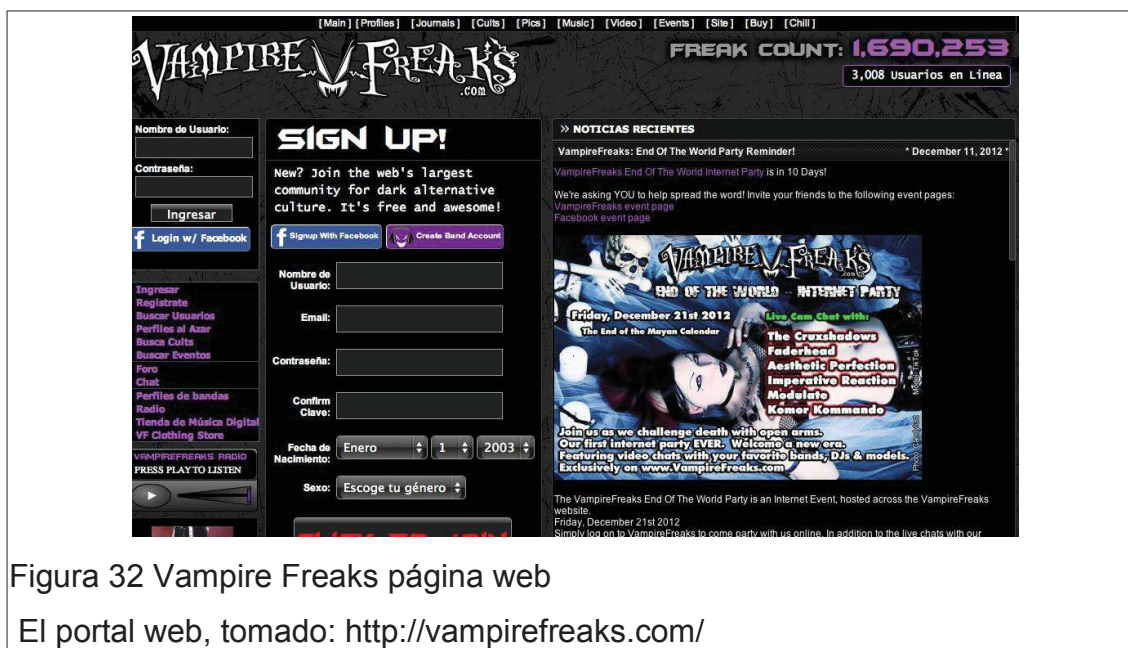 [Main] [Profiles] [Journals] [Cults] [Pics] [Music] [Video] [Events] [Site] [Buy] [Chill]
VAMPIRE FREAKS
.com
FREAK COUNT: 1,690,253
3,008 Usuarios en Linea
Nombre de Usuario:
Contraseña:
Ingresar
f Login w/ Facebook
Ingresar
Registrate
Buscar Usuarios
Perfiles al Azar
Busca Cults
Buscar Eventos
Foro
Chat
Perfiles de bandas
Radio
Tienda de Música Digital
VF Clothing Store
VAMPIREFREAKS RADIO
PRESS PLAY TO LISTEN
SIGN UP!
New? Join the web's largest
community for dark alternative
culture. It's free and awesome!
f Signup With Facebook
Create Band Account
Nombre de
Usuario:
Email:
Contraseña:
Confirm
Clave:
Fecha de
Nacimiento:
Enero 1 2003
Sexo: Escoge tu género
CLICK TO JOIN
» NOTICIAS RECIENTES
VampireFreaks: End Of The World Party Reminder! * December 11, 2012 *
VampireFreaks End Of The World Internet Party is in 10 Days!
We're asking YOU to help spread the word! Invite your friends to the following event pages:
VampireFreaks event page
Facebook event page
VAMPIRE FREAKS
.com
END OF THE WORLD - INTERNET PARTY
Friday, December 21st 2012
The End of the Mayan Calendar
Live Cam Chat with:
The Cruxshadows
Faderhead
Aesthetic Perfection
Imperative Reaction
Modulate
Komor Kommando
Join us as we challenge death with open arms.
Our first internet party EVER. Welcome a new era.
Featuring video chats with your favorite bands, DJs & models.
Exclusively on www.VampireFreaks.com
The VampireFreaks End Of The World Party is an Internet Event, hosted across the VampireFreaks
website.
Friday, December 21st 2012
Simply log on to VampireFreaks to come party with us online. In addition to the live chats with our
Figura 32 Vampire Freaks página web
El portal web, tomado: http://vampirefreaks.com/